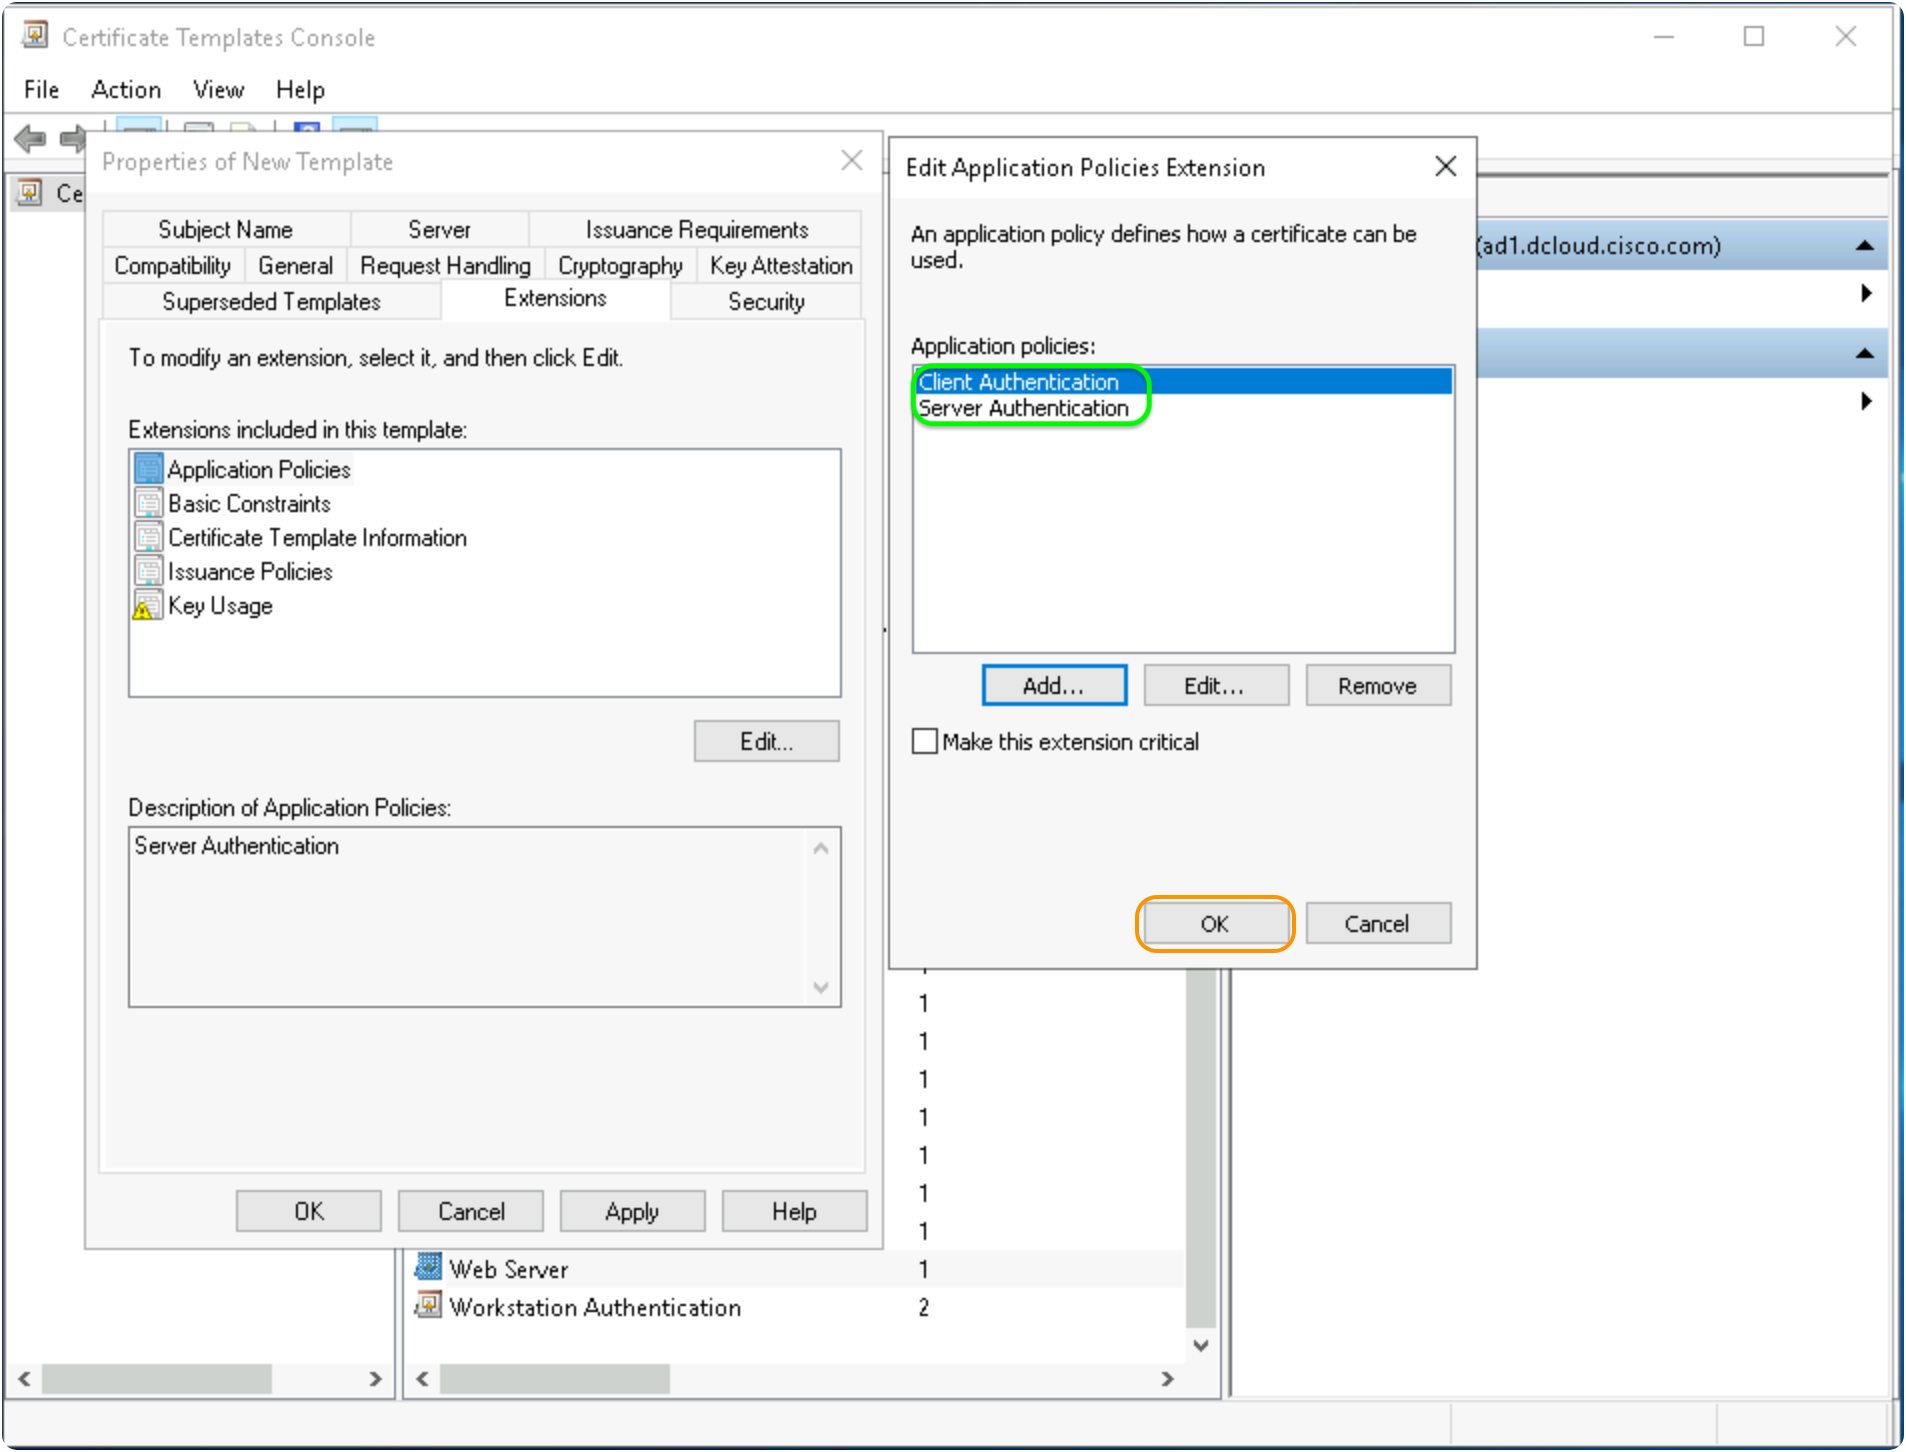 Certificate Templates Console
File Action View Help
Ce
Properties of New Template
Subject Name Server Issuance Requirements
Compatibility General Request Handling Cryptography Key Attestation
Superseded Templates Extensions Security
To modify an extension, select it, and then click Edit.
Extensions included in this template:
Application Policies
Basic Constraints
Certificate Template Information
Issuance Policies
Key Usage
Edit...
Description of Application Policies:
Server Authentication
OK Cancel Apply Help
Edit Application Policies Extension
An application policy defines how a certificate can be
used.
Application policies:
Client Authentication
Server Authentication
Add... Edit... Remove
Make this extension critical
OK Cancel
(ad1.dcloud.cisco.com)
1
1
1
1
1
1
1
Web Server 1
Workstation Authentication 2